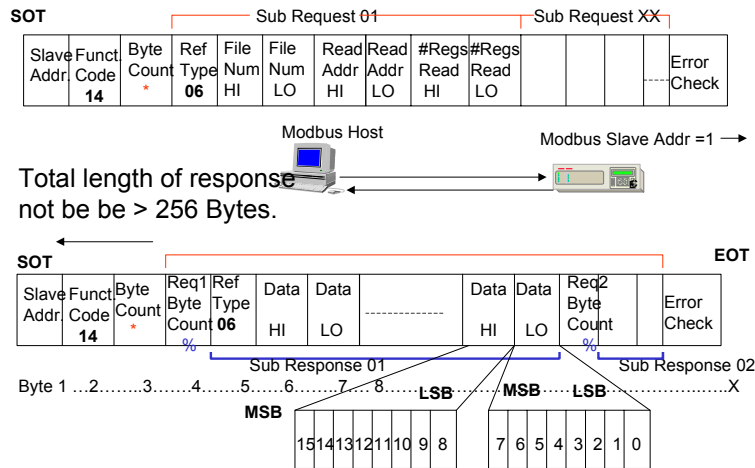 SOT
Sub Request 01 Sub Request XX
Slave Addr. Funct. Code 14 Byte Count * Ref Type 06 File Num HI File Num LO Read Addr HI Read Addr LO #Regs Read HI #Regs Read LO ---- Error Check
Modbus Host
Modbus Slave Addr =1
Total length of response
not be be > 256 Bytes.
SOT EOT
Slave Addr. Funct. Code 14 Byte Count * Req1 Byte Count % Ref Type 06 Data HI Data LO ------------- Data HI Data LO Req2 Byte Count % Error Check
Sub Response 01 Sub Response 02
Byte 1 ...2........3.......4.......5......6........7... 8..............................................................X
MSB LSB MSB LSB
15 14 13 12 11 10 9 8 7 6 5 4 3 2 1 0